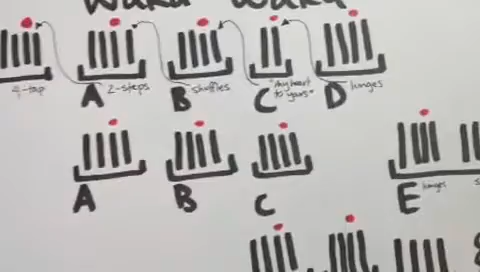 Waka Waka
4-tap A 2-steps B shuffles C "My heart to yours" D lunges
A B C E lunges